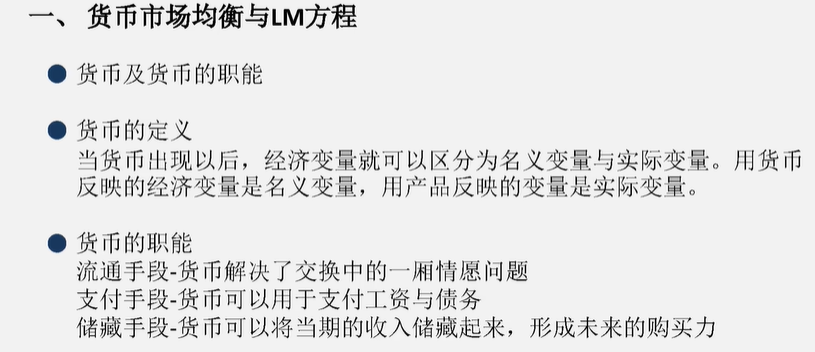 一、 货币市场均衡与LM方程
货币及货币的职能
货币的定义
当货币出现以后，经济变量就可以区分为名义变量与实际变量。用货币
反映的经济变量是名义变量，用产品反映的变量是实际变量。
货币的职能
流通手段-货币解决了交换中的一厢情愿问题
支付手段-货币可以用于支付工资与债务
储藏手段-货币可以将当期的收入储藏起来，形成未来的购买力